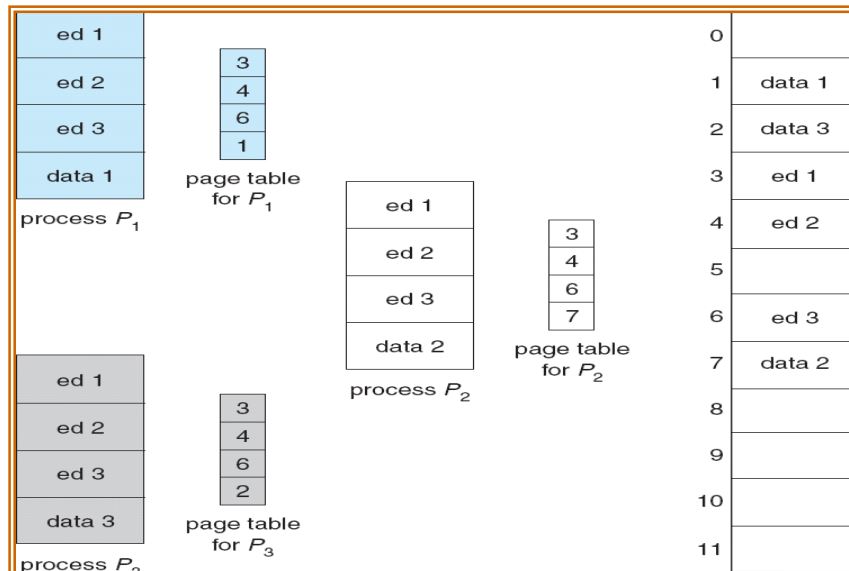 ed 1
ed 2
ed 3
data 1
process P1
3
4
6
1
page table
for P1
ed 1
ed 2
ed 3
data 2
process P2
3
4
6
7
page table
for P2
ed 1
ed 2
ed 3
data 3
process P3
3
4
6
2
page table
for P3
0
1 data 1
2 data 3
3 ed 1
4 ed 2
5
6 ed 3
7 data 2
8
9
10
11